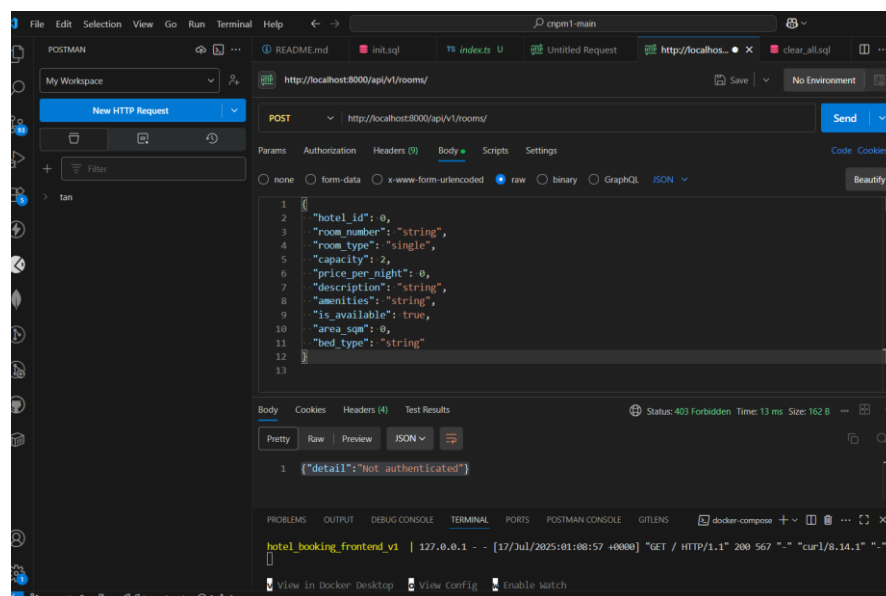 File Edit Selection View Go Run Terminal Help
cnpm1-main
POSTMAN
README.md
init.sql
TS index.ts U
Untitled Request
http://localhos...
clear_all.sql
My Workspace
http://localhost:8000/api/v1/rooms/
Save
No Environment
New HTTP Request
POST
http://localhost:8000/api/v1/rooms/
Send
Params Authorization Headers (9) Body Scripts Settings
Code Cookies
Filter
none form-data x-www-form-urlencoded raw binary GraphQL JSON
Beautify
tan
1 {
2 "hotel_id": 0,
3 "room_number": "string",
4 "room_type": "single",
5 "capacity": 2,
6 "price_per_night": 0,
7 "description": "string",
8 "amenities": "string",
9 "is_available": true,
10 "area_sqm": 0,
11 "bed_type": "string"
12 }
13
93
5
Body Cookies Headers (4) Test Results
Status: 403 Forbidden Time: 13 ms Size: 162 B
Pretty Raw Preview JSON
1 {"detail":"Not authenticated"}
PROBLEMS OUTPUT DEBUG CONSOLE TERMINAL PORTS POSTMAN CONSOLE GITLENS
docker-compose
hotel_booking_frontend_v1 | 127.0.0.1 - - [17/Jul/2025:01:08:57 +0000] "GET / HTTP/1.1" 200 567 "-" "curl/8.14.1" "-"
v View in Docker Desktop o View Config w Enable Watch
1